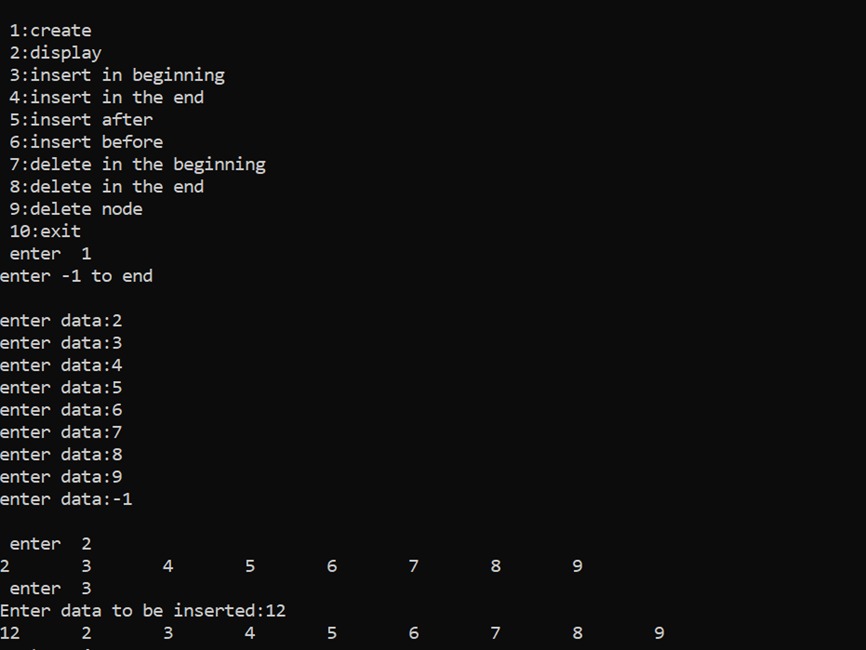 1:create
2:display
3:insert in beginning
4:insert in the end
5:insert after
6:insert before
7:delete in the beginning
8:delete in the end
9:delete node
10:exit
enter  1
enter -1 to end
enter data:2
enter data:3
enter data:4
enter data:5
enter data:6
enter data:7
enter data:8
enter data:9
enter data:-1
enter  2
2       3       4       5       6       7       8       9
enter  3
Enter data to be inserted:12
12      2       3       4       5       6       7       8       9